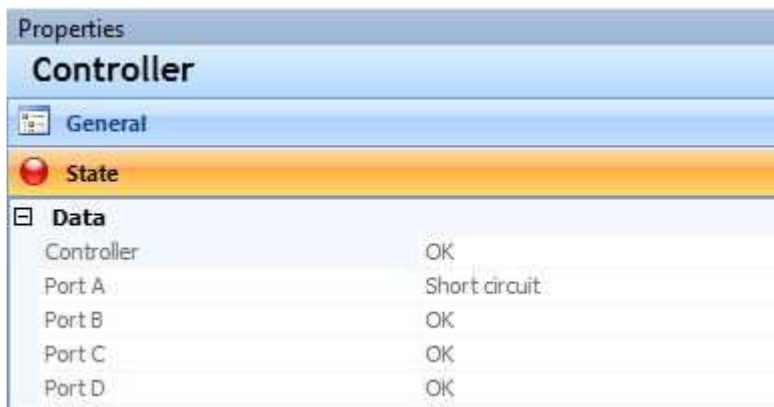 Properties
Controller
General
State
Data
Controller OK
Port A Short circuit
Port B OK
Port C OK
Port D OK